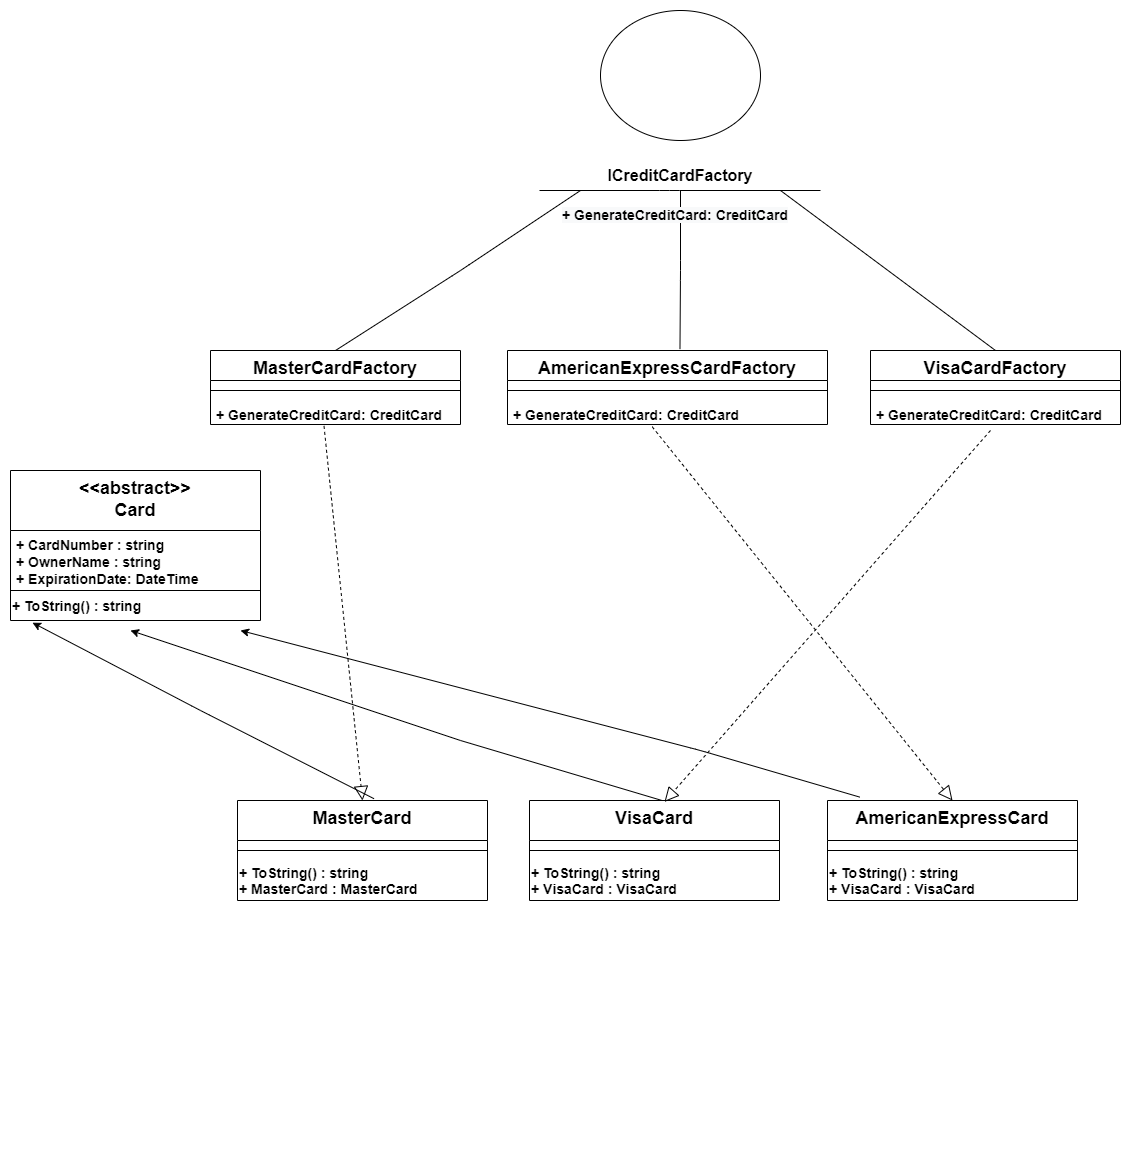 ICreditCardFactory
+ GenerateCreditCard: CreditCard
MasterCardFactory
+ GenerateCreditCard: CreditCard
AmericanExpressCardFactory
+ GenerateCreditCard: CreditCard
VisaCardFactory
+ GenerateCreditCard: CreditCard
<<abstract>>
Card
+ CardNumber : string
+ OwnerName : string
+ ExpirationDate: DateTime
+ ToString() : string
MasterCard
+ ToString() : string
+ MasterCard : MasterCard
VisaCard
+ ToString() : string
+ VisaCard : VisaCard
AmericanExpressCard
+ ToString() : string
+ VisaCard : VisaCard